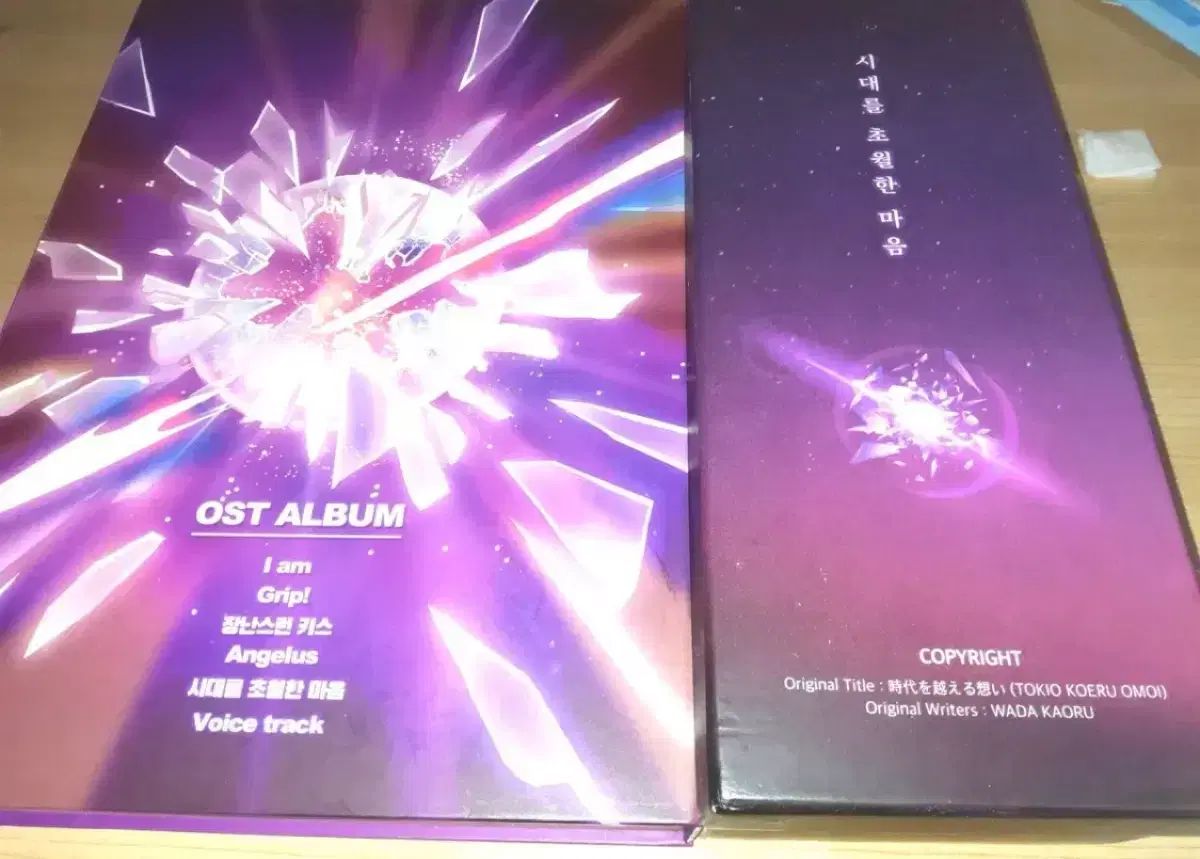 OST ALBUM
I am
Grip!
장난스런 키스
Angelus
시대를 초월한 마음
Voice track
시대를 초월한 마음
COPYRIGHT
Original Title : 時代を越える想い (TOKIO KOERU OMOI)
Original Writers : WADA KAORU